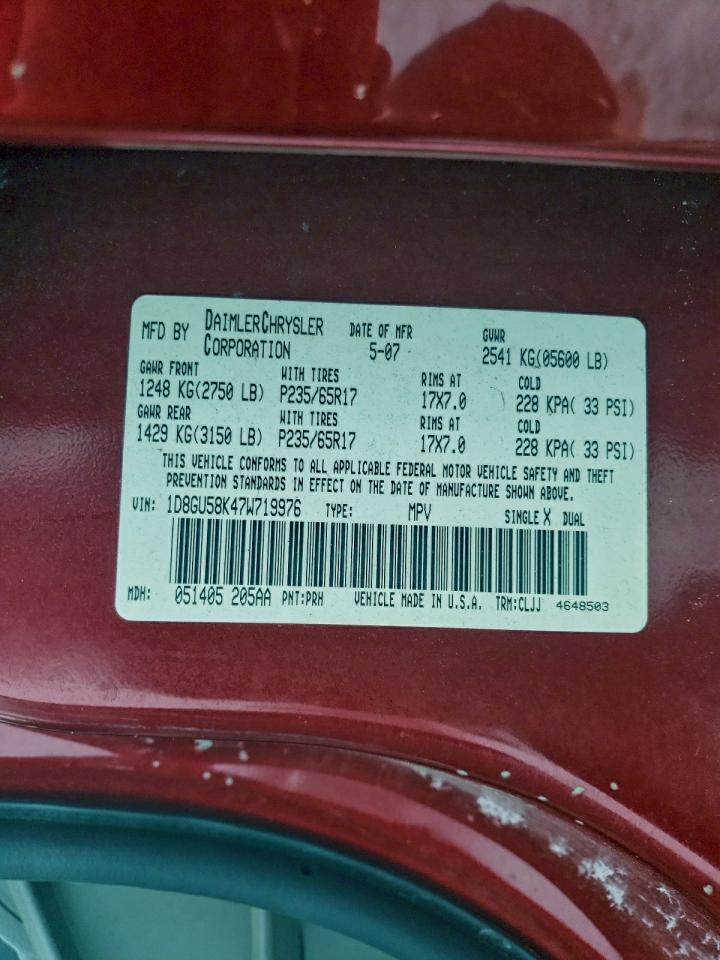 MFD BY DAIMLERCHRYSLER CORPORATION DATE OF MFR 5-07 GVWR 2541 KG(05600 LB)
GAWR FRONT WITH TIRES RIMS AT COLD
1248 KG(2750 LB) P235/65R17 17X7.0 228 KPA( 33 PSI)
GAWR REAR WITH TIRES RIMS AT COLD
1429 KG(3150 LB) P235/65R17 17X7.0 228 KPA( 33 PSI)
THIS VEHICLE CONFORMS TO ALL APPLICABLE FEDERAL MOTOR VEHICLE SAFETY AND THEFT
PREVENTION STANDARDS IN EFFECT ON THE DATE OF MANUFACTURE SHOWN ABOVE.
VIN: 1D8GU58K47W719976 TYPE: MPV SINGLE X DUAL
MDH: 051405 205AA PNT:PRH VEHICLE MADE IN U.S.A. TRM:CLJJ 4648503